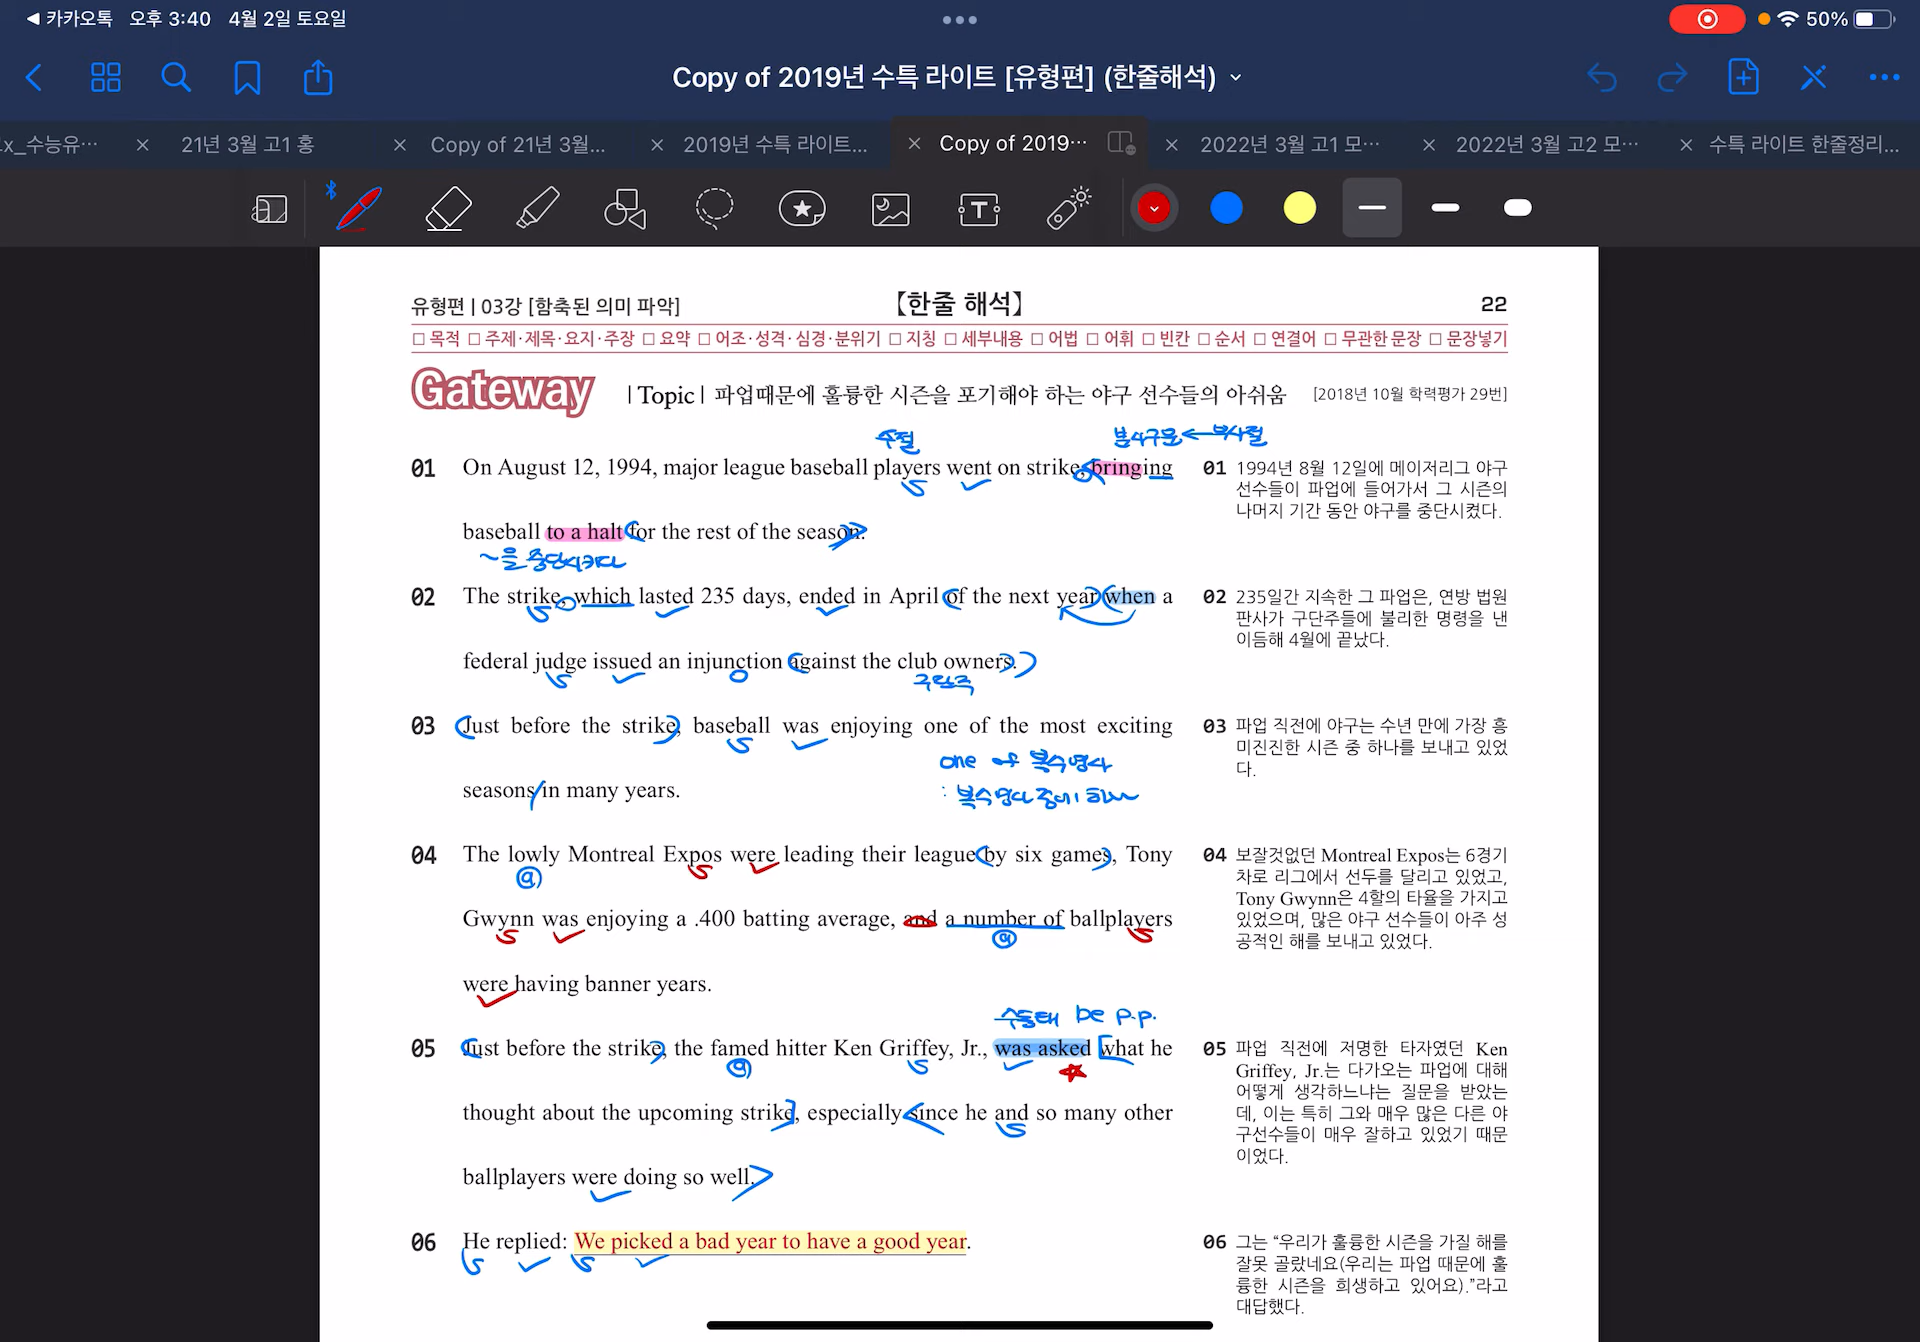 카카오톡 오후 3:40 4월 2일 토요일
50%
Copy of 2019년 수특 라이트 [유형편] (한줄해석)
x_수능유··· 21년 3월 고1 홍 Copy of 21년 3월... 2019년 수특 라이트... Copy of 2019··· 2022년 3월 고1 모··· 2022년 3월 고2 모··· 수특 라이트 한줄정리...
유형편 | 03강 [함축된 의미 파악] 【한줄 해석】 22
□ 목적 □ 주제·제목·요지·주장 □ 요약 □ 어조·성격·심경·분위기 □ 지칭 □ 세부내용 □ 어법 □ 어휘 □ 빈칸 □ 순서 □ 연결어 □ 무관한 문장 □ 문장넣기
Gateway | Topic | 파업때문에 훌륭한 시즌을 포기해야 하는 야구 선수들의 아쉬움 [2018년 10월 학력평가 29번]
주절 분사구문 ← 부사절
01 On August 12, 1994, major league baseball players went on strike, bringing
S
baseball to a halt for the rest of the season.
~을 중단시키다
02 The strike, which lasted 235 days, ended in April of the next year when a
S
federal judge issued an injunction against the club owners.
S O 구단주
03 Just before the strike, baseball was enjoying one of the most exciting
S
one of 복수명사
seasons in many years.
: 복수명사 중에 하나
04 The lowly Montreal Expos were leading their league by six games, Tony
ⓐ S
Gwynn was enjoying a .400 batting average, and a number of ballplayers
S ⓐ S
were having banner years.
수동태 be p.p.
05 Just before the strike, the famed hitter Ken Griffey, Jr., was asked what he
ⓐ S
thought about the upcoming strike, especially since he and so many other
S
ballplayers were doing so well.
06 He replied: We picked a bad year to have a good year.
S S
01 1994년 8월 12일에 메이저리그 야구
선수들이 파업에 들어가서 그 시즌의
나머지 기간 동안 야구를 중단시켰다.
02 235일간 지속한 그 파업은, 연방 법원
판사가 구단주들에 불리한 명령을 낸
이듬해 4월에 끝났다.
03 파업 직전에 야구는 수년 만에 가장 흥
미진진한 시즌 중 하나를 보내고 있었
다.
04 보잘것없던 Montreal Expos는 6경기
차로 리그에서 선두를 달리고 있었고,
Tony Gwynn은 4할의 타율을 가지고
있었으며, 많은 야구 선수들이 아주 성
공적인 해를 보내고 있었다.
05 파업 직전에 저명한 타자였던 Ken
Griffey, Jr.는 다가오는 파업에 대해
어떻게 생각하느냐는 질문을 받았는
데, 이는 특히 그와 매우 많은 다른 야
구선수들이 매우 잘하고 있었기 때문
이었다.
06 그는 “우리가 훌륭한 시즌을 가질 해를
잘못 골랐네요(우리는 파업 때문에 훌
륭한 시즌을 희생하고 있어요).”라고
대답했다.